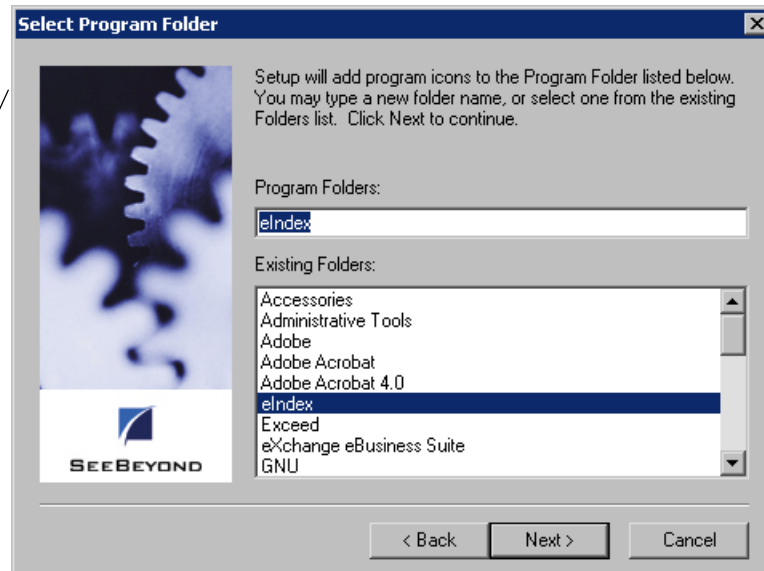 Select Program Folder
Setup will add program icons to the Program Folder listed below.
You may type a new folder name, or select one from the existing
Folders list. Click Next to continue.
Program Folders:
eIndex
Existing Folders:
Accessories
Administrative Tools
Adobe
Adobe Acrobat
Adobe Acrobat 4.0
eIndex
Exceed
eXchange eBusiness Suite
GNU
SEEBEYOND
< Back
Next >
Cancel